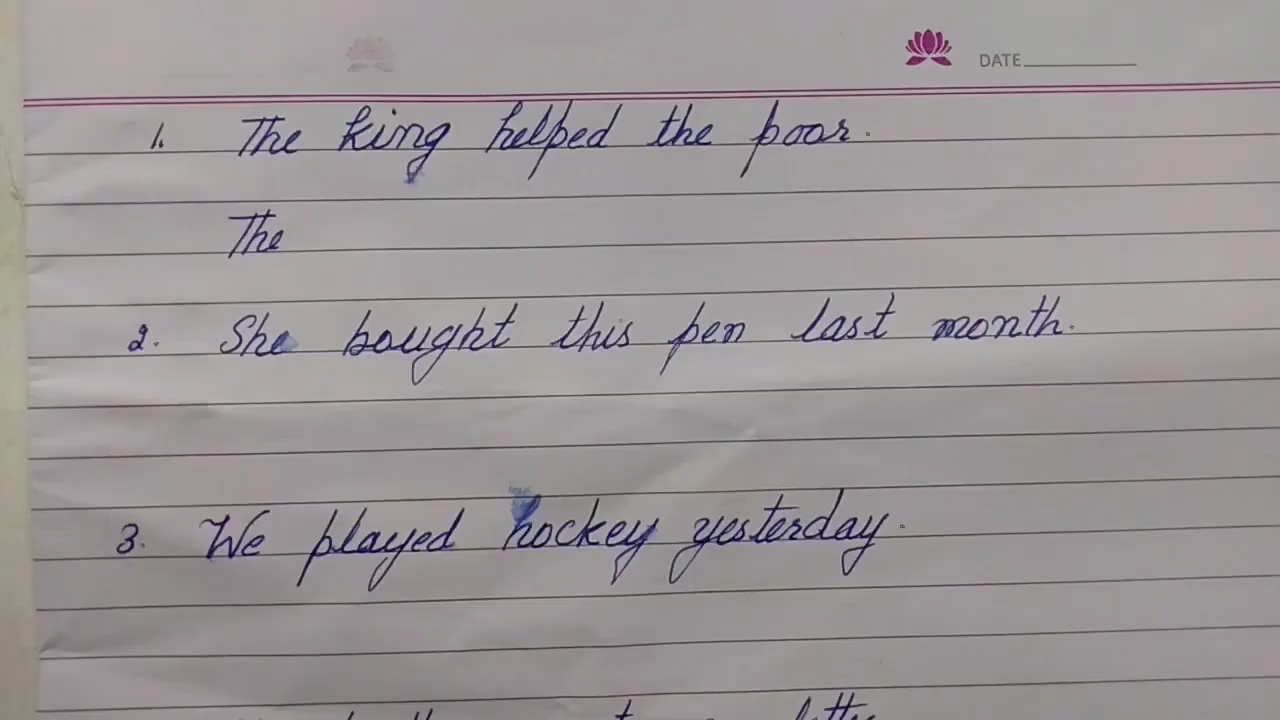 DATE
1. The king helped the poor.
The
2. She bought this pen last month.
3. We played hockey yesterday.